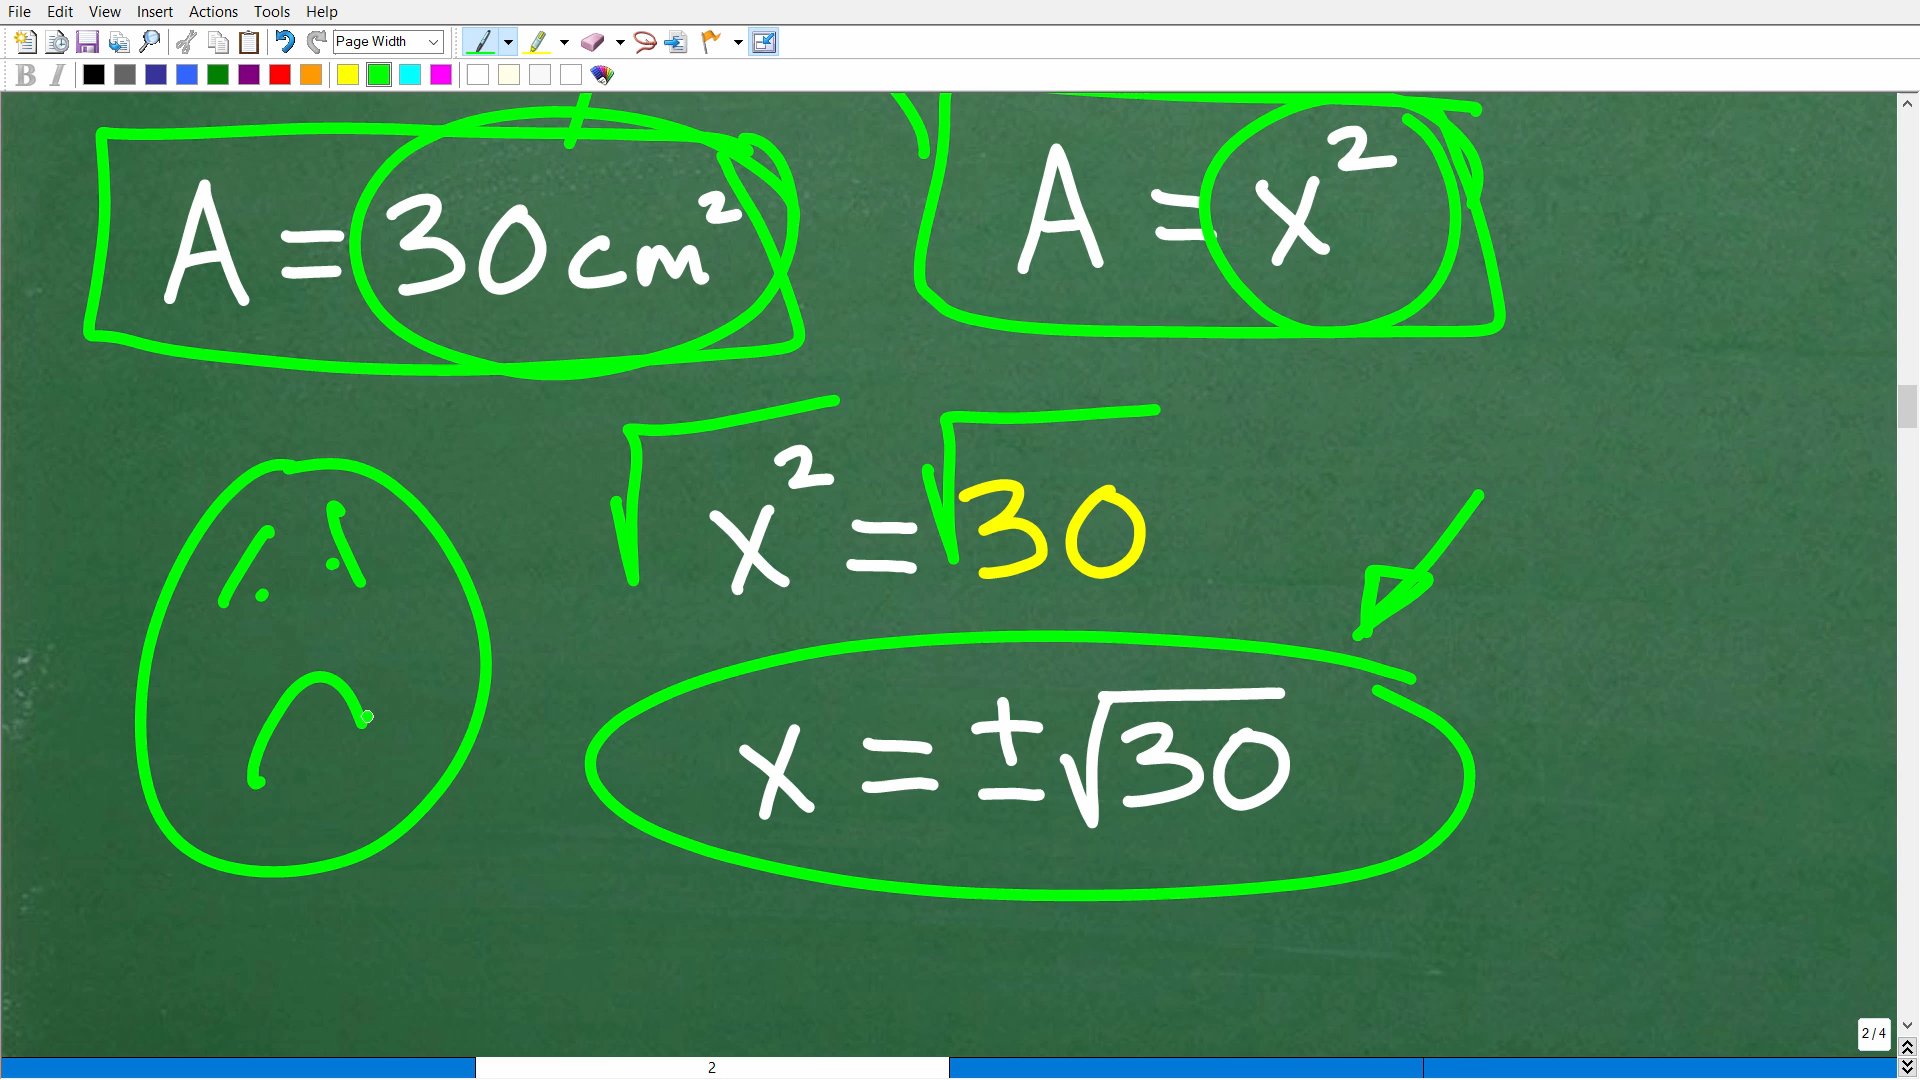 File Edit View Insert Actions Tools Help
Page Width
B I
A = 30cm²
A = x²
√x² = √30
x = ±√30
2 / 4
2